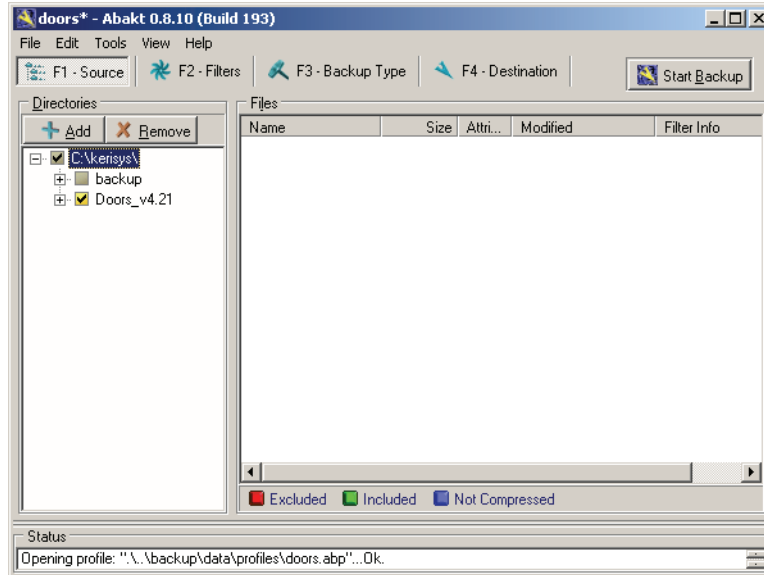 doors* - Abakt 0.8.10 (Build 193)
File Edit Tools View Help
F1 - Source F2 - Filters F3 - Backup Type F4 - Destination Start Backup
Directories
Files
Add Remove
Name Size Attri... Modified Filter Info
C:\kerisys\
backup
Doors_v4.21
Excluded Included Not Compressed
Status
Opening profile: ".\..\backup\data\profiles\doors.abp"...Ok.